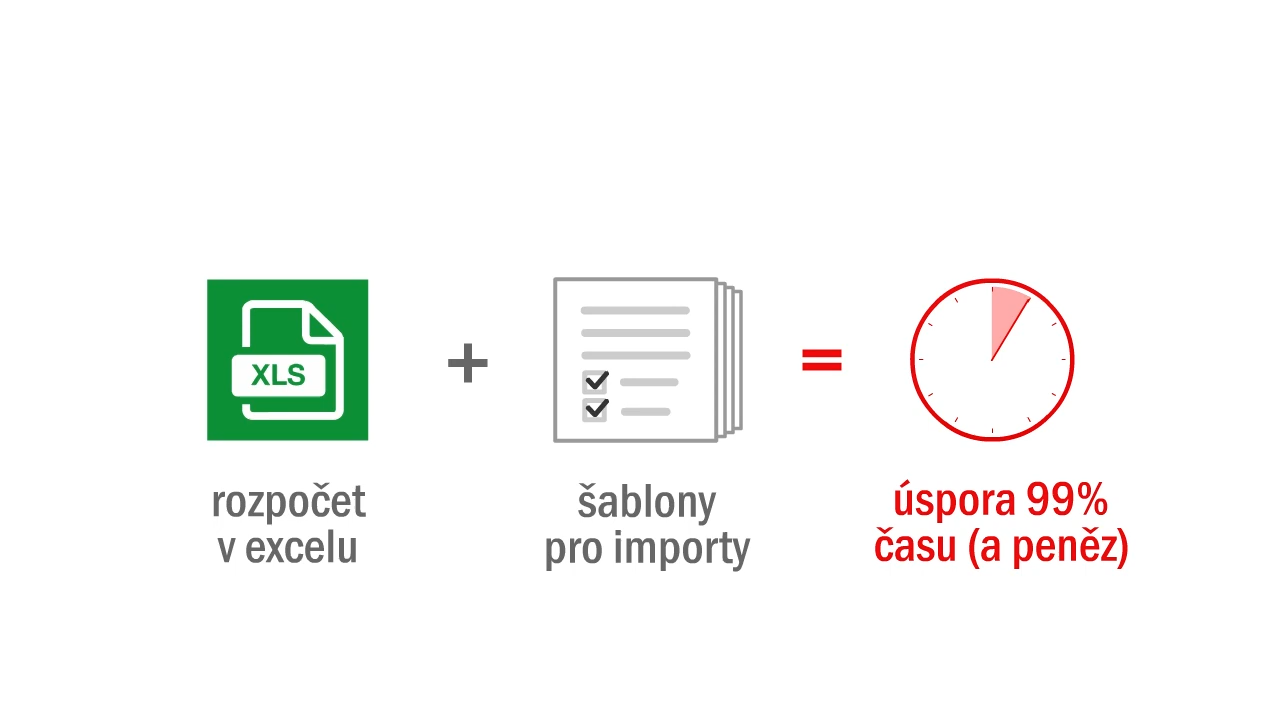 XLS
+
=
rozpočet
v excelu
šablony
pro importy
úspora 99%
času (a peněz)